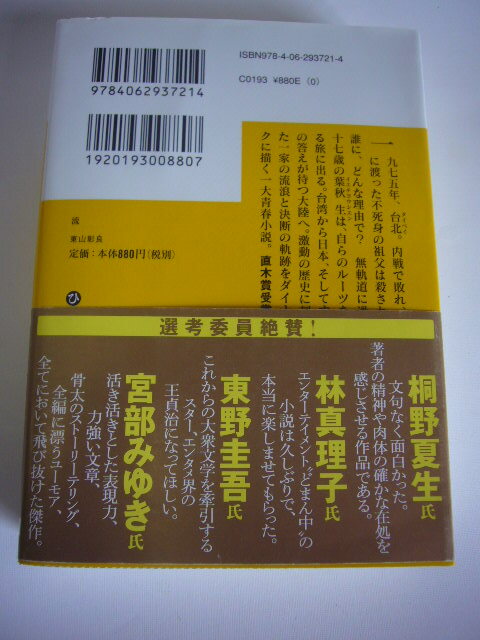 ISBN978-4-06-293721-4
C0193 ¥880E (0)
9784062937214
1920193008807
流
東山彰良
定価:本体880円(税別)
ひ
一九七五年、台北。内戦で敗れ、
に渡った不死身の祖父は殺さ
誰に、どんな理由で? 無軌道に
十七歳の葉秋生は、自らのルーツを
る旅に出る。台湾から日本、そしてす
の答えが待つ大陸へ。激動の歴史に
た一家の流浪と決断の軌跡をダイナ
クに描く一大青春小説。直木賞受賞
選考委員絶賛!
桐野夏生氏
文句なく面白かった。
著者の精神や肉体の確かな在処を
感じさせる作品である。
林真理子氏
エンターテイメント“どまん中”の
小説は久しぶりで、
本当に楽しませてもらった。
東野圭吾氏
これからの大衆文学を牽引する
スター、エンタメ界の
王貞治になってほしい。
宮部みゆき氏
活き活きとした表現力、
力強い文章、
骨太のストーリーテリング、
全編に漂うユーモア、
全てにおいて飛び抜けた傑作。